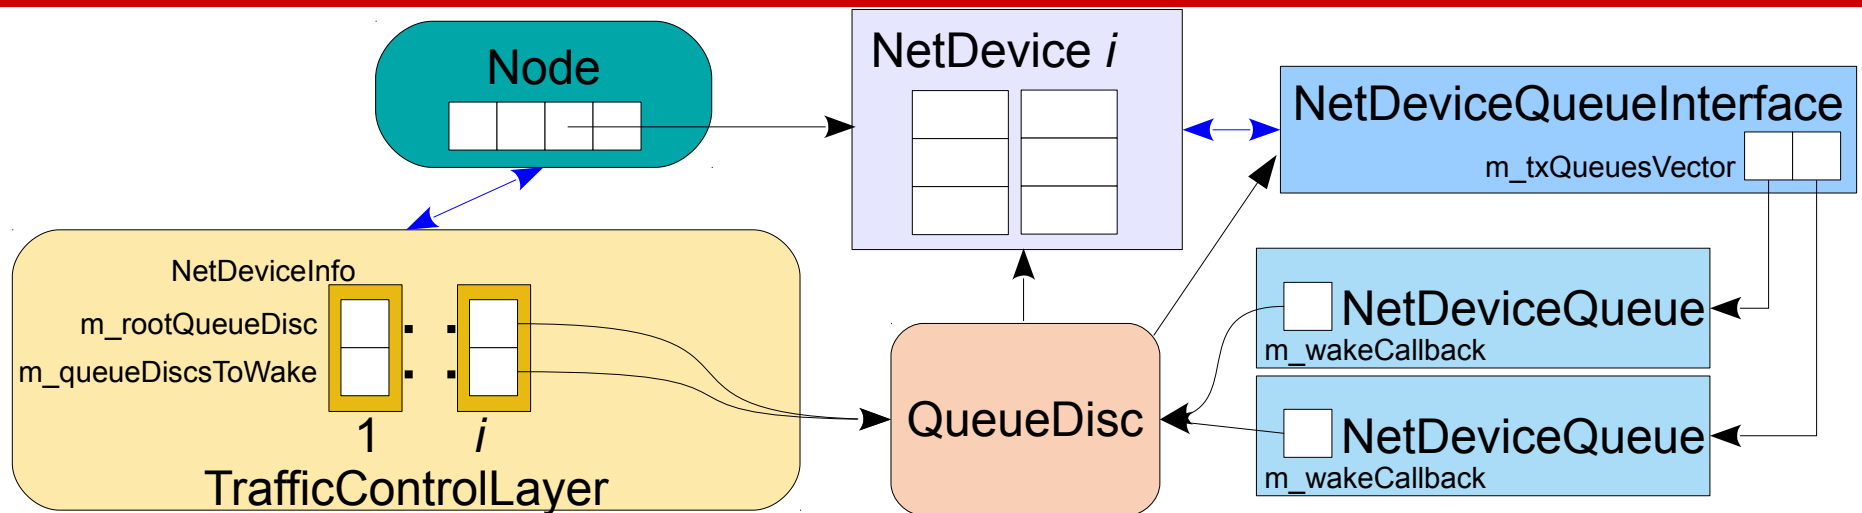 Node
NetDevice i
NetDeviceQueueInterface
m_txQueuesVector
NetDeviceInfo
m_rootQueueDisc
m_queueDiscsToWake
1
i
TrafficControlLayer
QueueDisc
NetDeviceQueue
m_wakeCallback
NetDeviceQueue
m_wakeCallback